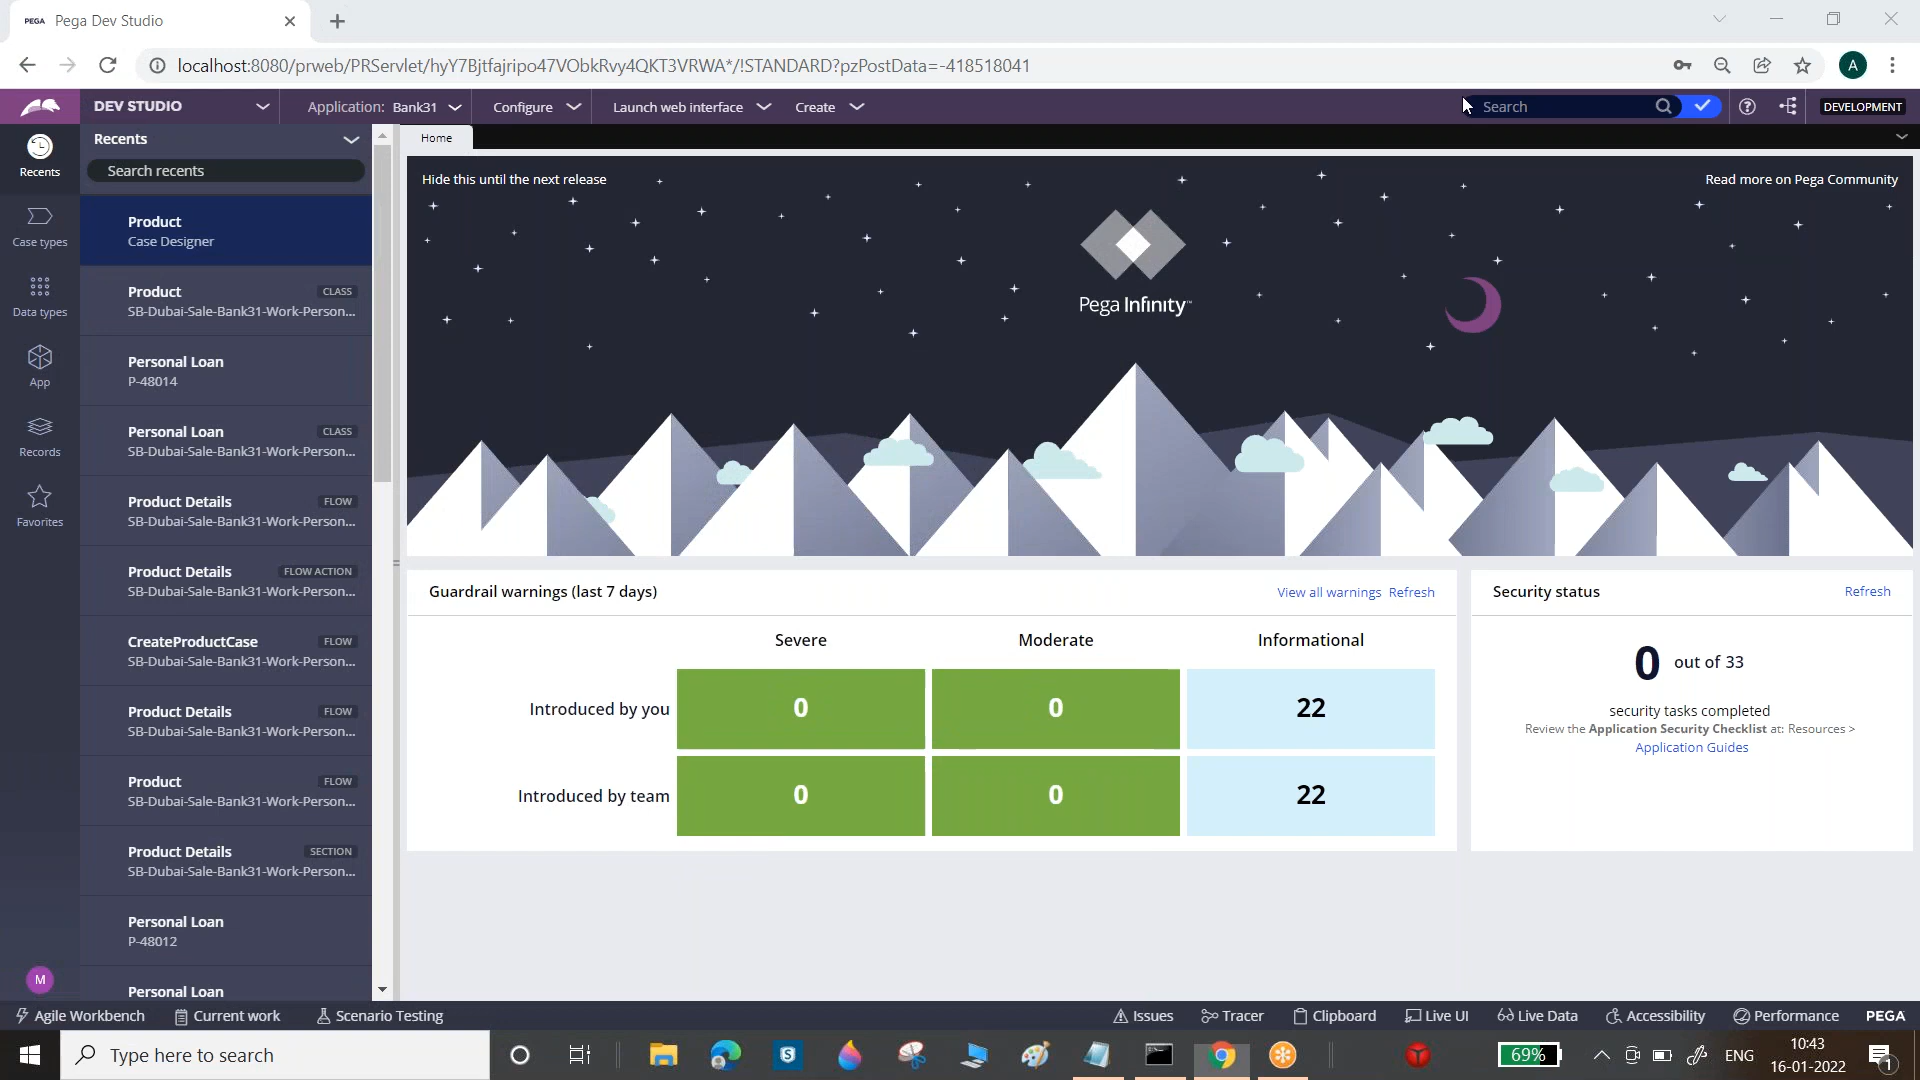 PEGA Pega Dev Studio
localhost:8080/prweb/PRServlet/hyY7Bjtfajripo47VObkRvy4QKT3VRWA*/!STANDARD?pzPostData=-418518041
A
DEV STUDIO
Application: Bank31
Configure
Launch web interface
Create
Search
DEVELOPMENT
Recents
Case types
Data types
App
Records
Favorites
M
Recents
Search recents
Product
Case Designer
Product CLASS
SB-Dubai-Sale-Bank31-Work-Person...
Personal Loan
P-48014
Personal Loan CLASS
SB-Dubai-Sale-Bank31-Work-Person...
Product Details FLOW
SB-Dubai-Sale-Bank31-Work-Person...
Product Details FLOW ACTION
SB-Dubai-Sale-Bank31-Work-Person...
CreateProductCase FLOW
SB-Dubai-Sale-Bank31-Work-Person...
Product Details FLOW
SB-Dubai-Sale-Bank31-Work-Person...
Product FLOW
SB-Dubai-Sale-Bank31-Work-Person...
Product Details SECTION
SB-Dubai-Sale-Bank31-Work-Person...
Personal Loan
P-48012
Personal Loan
Home
Hide this until the next release
Read more on Pega Community
Pega Infinity™
Guardrail warnings (last 7 days)
View all warnings Refresh
Severe Moderate Informational
Introduced by you 0 0 22
Introduced by team 0 0 22
Security status
Refresh
0 out of 33
security tasks completed
Review the Application Security Checklist at: Resources >
Application Guides
Agile Workbench
Current work
Scenario Testing
Issues
Tracer
Clipboard
Live UI
Live Data
Accessibility
Performance
PEGA
Type here to search
S
69%
ENG
10:43
16-01-2022
1